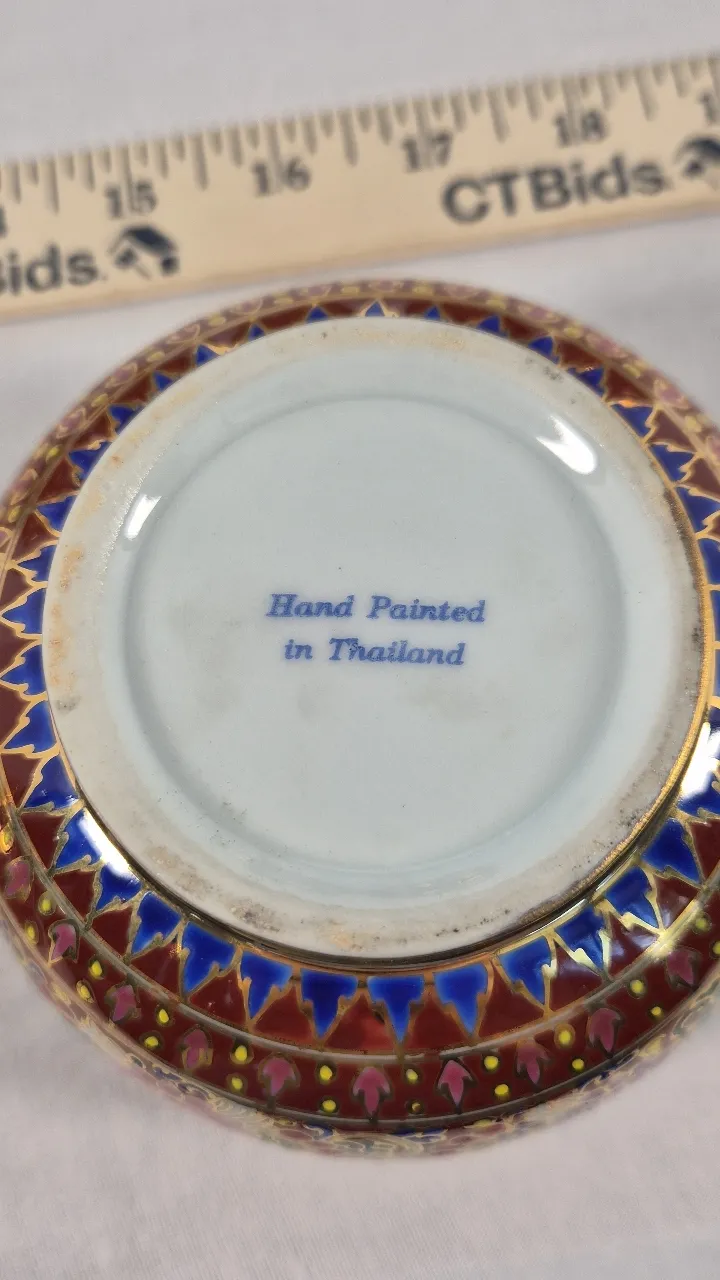 15 16 17 18
Bids. CTBids.
Hand Painted
in Thailand